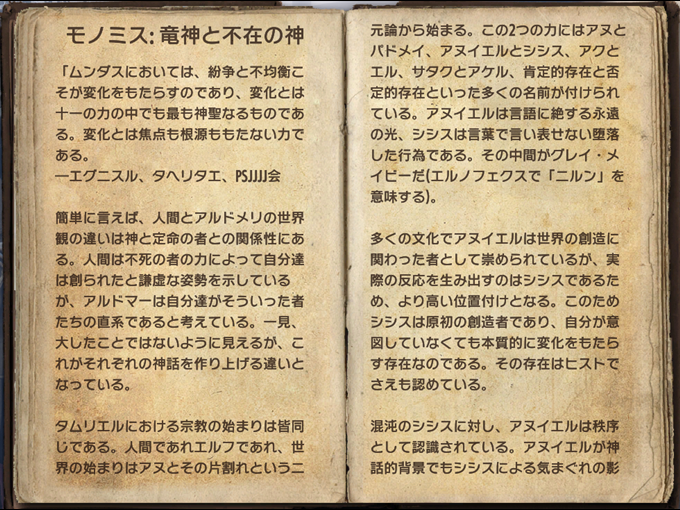 モノミス: 竜神と不在の神
「ムンダスにおいては、紛争と不均衡こ
そが変化をもたらすのであり、変化とは
十一の力の中でも最も神聖なるものであ
る。変化とは焦点も根源ももたない力で
ある。
—エグニスル、タヘリタエ、PSJJJJ会
簡単に言えば、人間とアルドメリの世界
観の違いは神と定命の者との関係性にあ
る。人間は不死の者の力によって自分達
は創られたと謙虚な姿勢を示している
が、アルドマーは自分達がそういった者
たちの直系であると考えている。一見、
大したことではないように見えるが、こ
れがそれぞれの神話を作り上げる違いと
なっている。
タムリエルにおける宗教の始まりは皆同
じである。人間であれエルフであれ、世
界の始まりはアヌとその片割れという二
元論から始まる。この2つの力にはアヌと
パドメイ、アヌイエルとシシス、アクと
エル、サタクとアケル、肯定的存在と否
定的存在といった多くの名前が付けられ
ている。アヌイエルは言語に絶する永遠
の光、シシスは言葉で言い表せない堕落
した行為である。その中間がグレイ・メ
イビーだ(エルノフェクスで「ニルン」を
意味する)。
多くの文化でアヌイエルは世界の創造に
関わった者として崇められているが、実
際の反応を生み出すのはシシスであるた
め、より高い位置付けとなる。このため
シシスは原初の創造者であり、自分が意
図していなくても本質的に変化をもたら
す存在なのである。その存在はヒストで
さえも認めている。
混沌のシシスに対し、アヌイエルは秩序
として認識されている。アヌイエルが神
話的背景でもシシスによる気まぐれの影